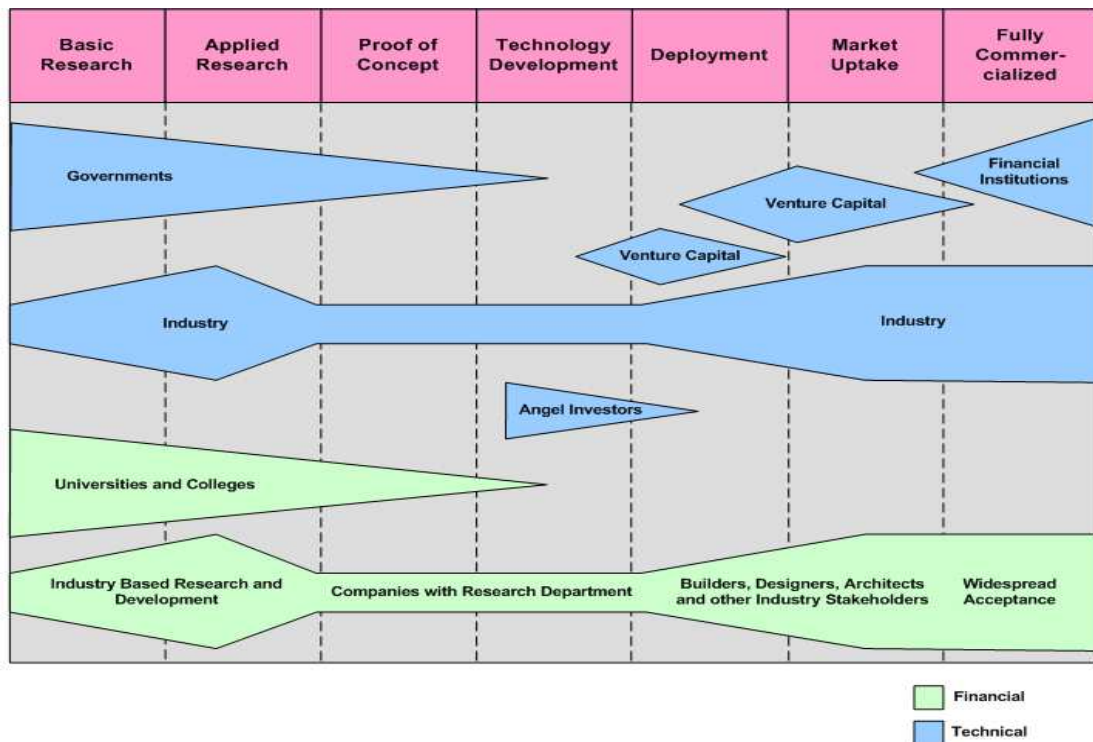 Basic
Research
Applied
Research
Proof of
Concept
Technology
Development
Deployment
Market
Uptake
Fully
Commer-
cialized
Governments
Financial
Institutions
Venture Capital
Venture Capital
Industry
Industry
Angel Investors
Universities and Colleges
Industry Based Research and
Development
Companies with Research Department
Builders, Designers, Architects
and other Industry Stakeholders
Widespread
Acceptance
Financial
Technical